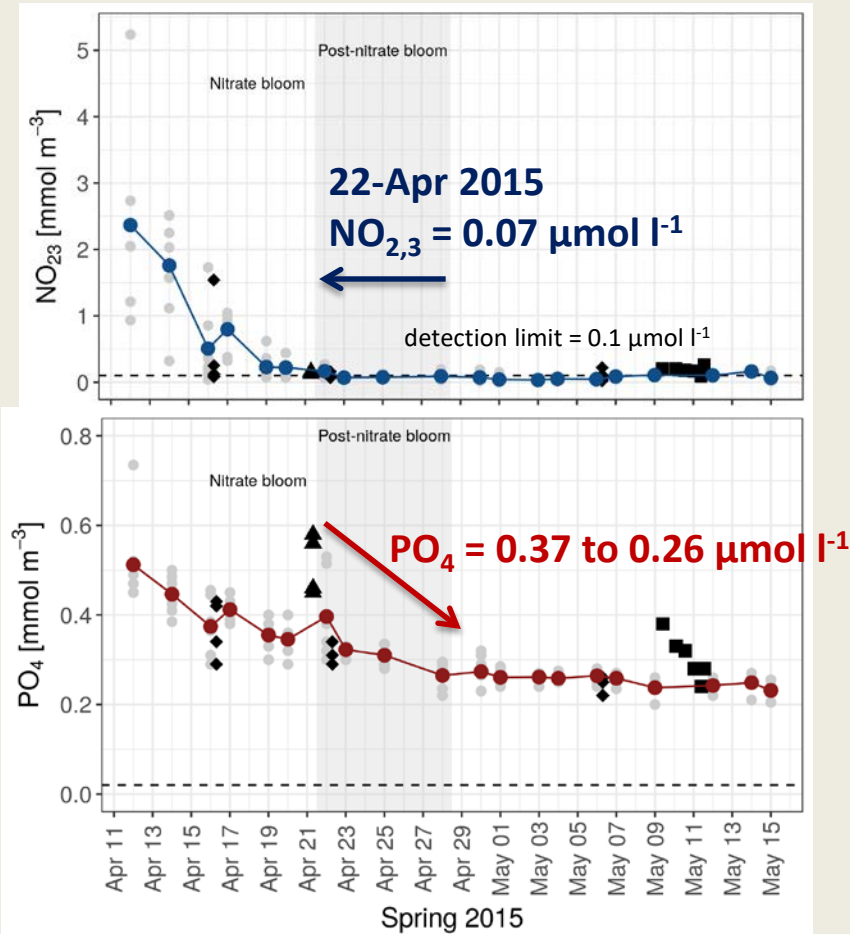 NO₂₃ [mmol m⁻³]
5
4
3
2
1
0
Post-nitrate bloom
Nitrate bloom
22-Apr 2015
NO₂,₃ = 0.07 µmol l⁻¹
detection limit = 0.1 µmol l⁻¹
PO₄ [mmol m⁻³]
0.8
0.6
0.4
0.2
0.0
Post-nitrate bloom
Nitrate bloom
PO₄ = 0.37 to 0.26 µmol l⁻¹
Apr 11
Apr 13
Apr 15
Apr 17
Apr 19
Apr 21
Apr 23
Apr 25
Apr 27
Apr 29
May 01
May 03
May 05
May 07
May 09
May 11
May 13
May 15
Spring 2015